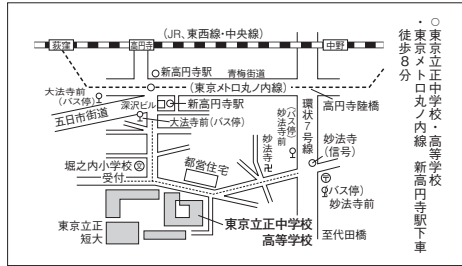 ○東京立正中学校・高等学校
・東京メトロ丸ノ内線 新高円寺駅下車
徒歩8分
(JR、東西線・中央線)
荻窪
高円寺
中野
新高円寺駅
青梅街道
(東京メトロ丸ノ内線)
大法寺前
(バス停)
深沢ビル
新高円寺駅
五日市街道
大法寺前(バス停)
高円寺陸橋
環状7号線
(バス停)
妙法寺前
妙法寺
妙法寺
(信号)
堀之内小学校
受付
都営住宅
(バス停)
妙法寺前
東京立正
短大
東京立正中学校
高等学校
至代田橋